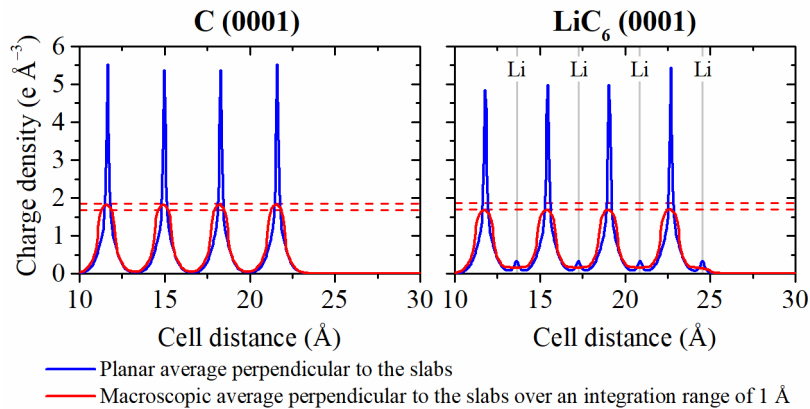 C (0001)
LiC₆ (0001)
Charge density (e Å⁻³)
6
5
4
3
2
1
0
10 15 20 25 30
Cell distance (Å)
Li Li Li Li
10 15 20 25 30
Cell distance (Å)
Planar average perpendicular to the slabs
Macroscopic average perpendicular to the slabs over an integration range of 1 Å